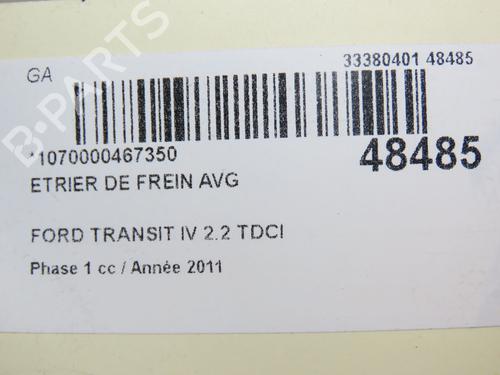 GA
33380401 48485
*1070000467350
48485
ETRIER DE FREIN AVG
FORD TRANSIT IV 2.2 TDCI
Phase 1 cc / Année 2011
B-PARTS